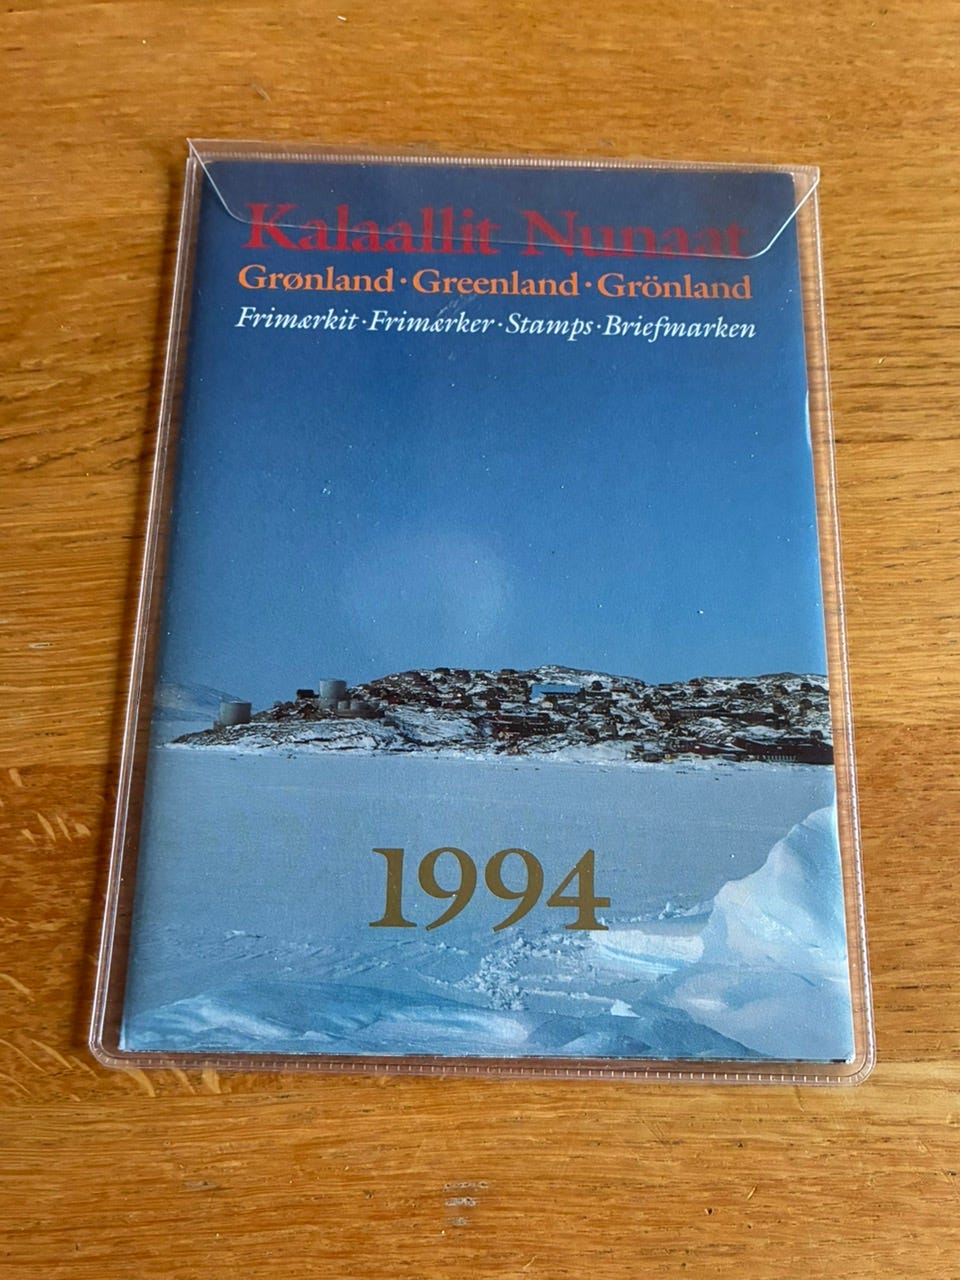 Kalaallit Nunaat
Grønland · Greenland · Grönland
Frimærkit · Frimærker · Stamps · Briefmarken
1994